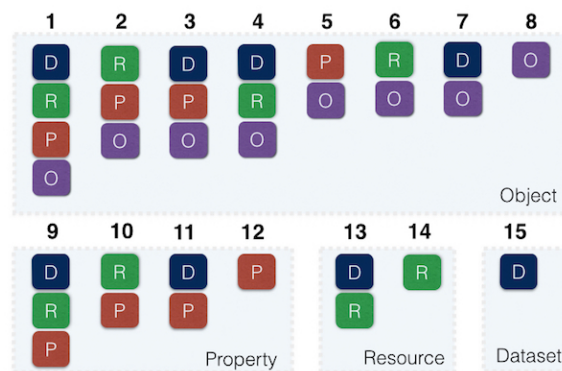 1 2 3 4 5 6 7 8
D R D D P R D O
R P P R O O O
P O O O
O
Object
9 10 11 12 13 14 15
D R D P D R D
R P P R
P
Property Resource Dataset